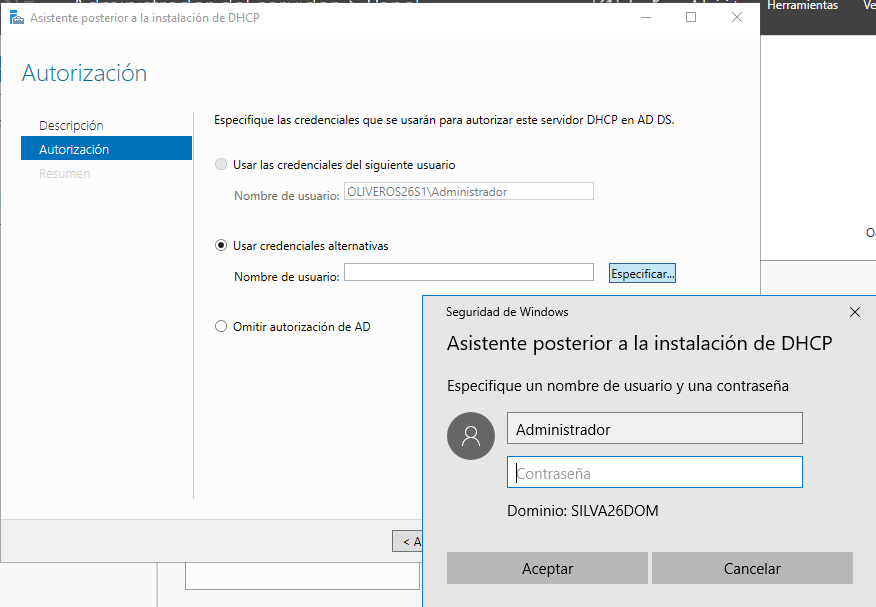 Asistente posterior a la instalación de DHCP
Herramientas
Autorización
Descripción
Autorización
Resumen
Especifique las credenciales que se usarán para autorizar este servidor DHCP en AD DS.
Usar las credenciales del siguiente usuario
Nombre de usuario: OLIVEROS26S1\Administrador
Usar credenciales alternativas
Nombre de usuario:
Especificar...
Omitir autorización de AD
< A
Seguridad de Windows
Asistente posterior a la instalación de DHCP
Especifique un nombre de usuario y una contraseña
Administrador
Contraseña
Dominio: SILVA26DOM
Aceptar
Cancelar